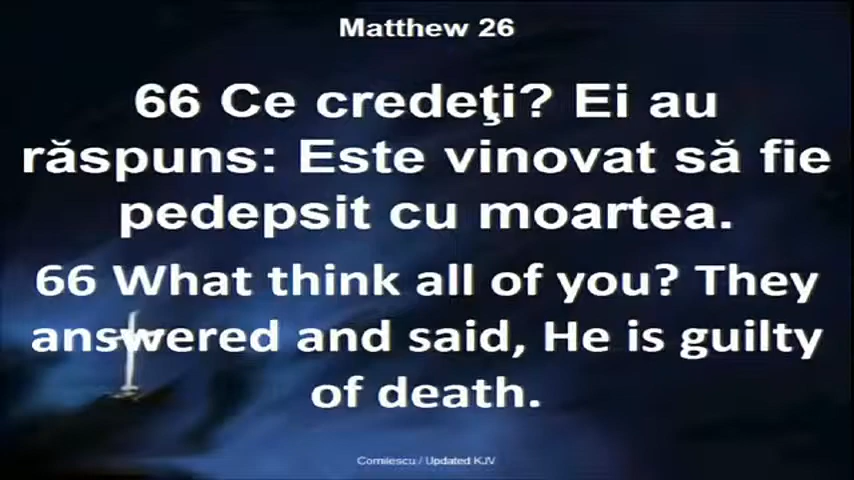 Matthew 26
66 Ce credeţi? Ei au
răspuns: Este vinovat să fie
pedepsit cu moartea.
66 What think all of you? They
answered and said, He is guilty
of death.
Cornilescu / Updated KJV